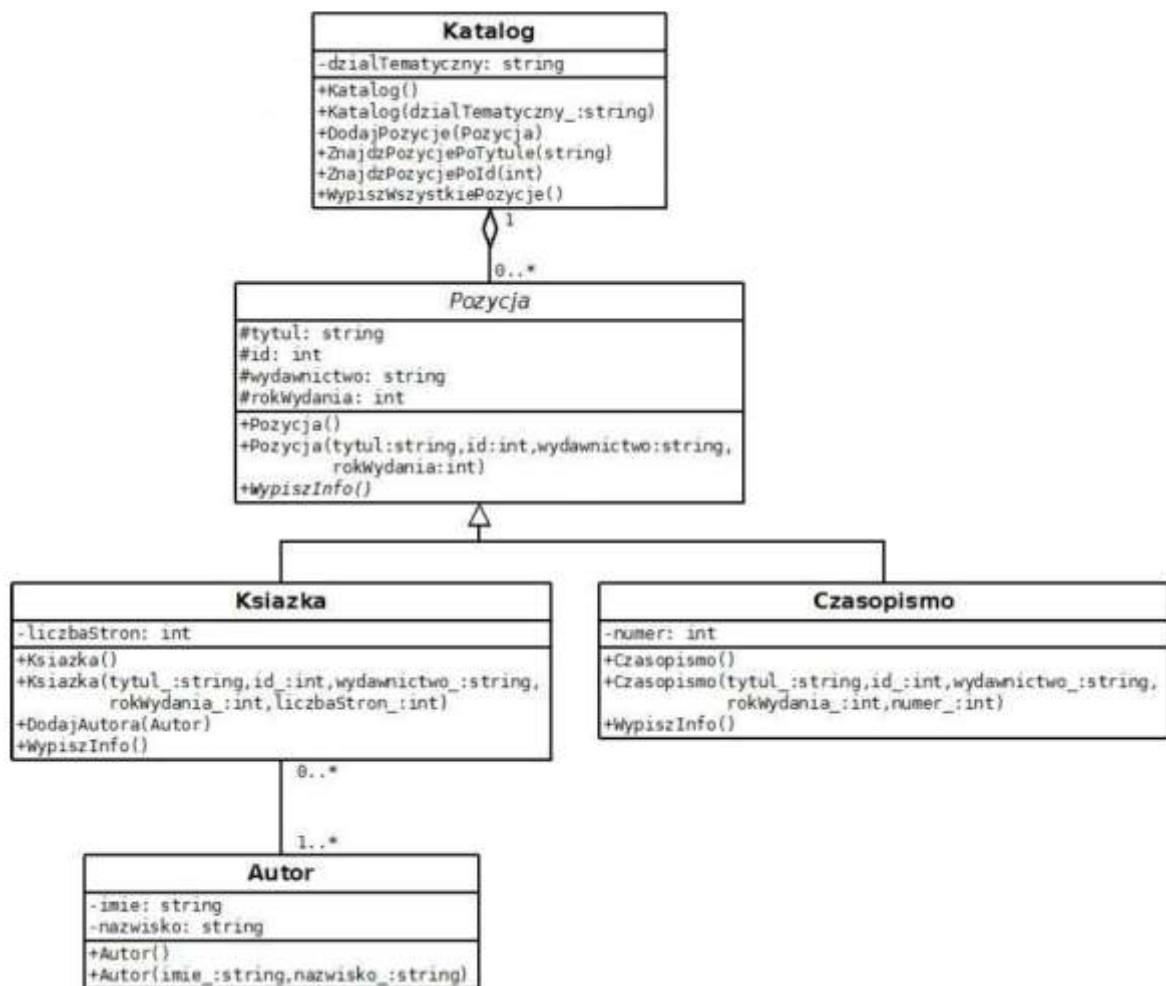 Katalog
-dzialTematyczny: string
+Katalog()
+Katalog(dzialTematyczny_:string)
+DodajPozycje(Pozycja)
+ZnajdzPozycjePoTytule(string)
+ZnajdzPozycjePoId(int)
+WypiszWszystkiePozycje()
1
0..*
Pozycja
#tytul: string
#id: int
#wydawnictwo: string
#rokWydania: int
+Pozycja()
+Pozycja(tytul:string,id:int,wydawnictwo:string,
rokWydania:int)
+WypiszInfo()
Ksiazka
-liczbaStron: int
+Ksiazka()
+Ksiazka(tytul_:string,id_:int,wydawnictwo_:string,
rokWydania_:int,liczbaStron_:int)
+DodajAutora(Autor)
+WypiszInfo()
Czasopismo
-numer: int
+Czasopismo()
+Czasopismo(tytul_:string,id_:int,wydawnictwo_:string,
rokWydania_:int,numer_:int)
+WypiszInfo()
0..*
1..*
Autor
-imie: string
-nazwisko: string
+Autor()
+Autor(imie_:string,nazwisko_:string)